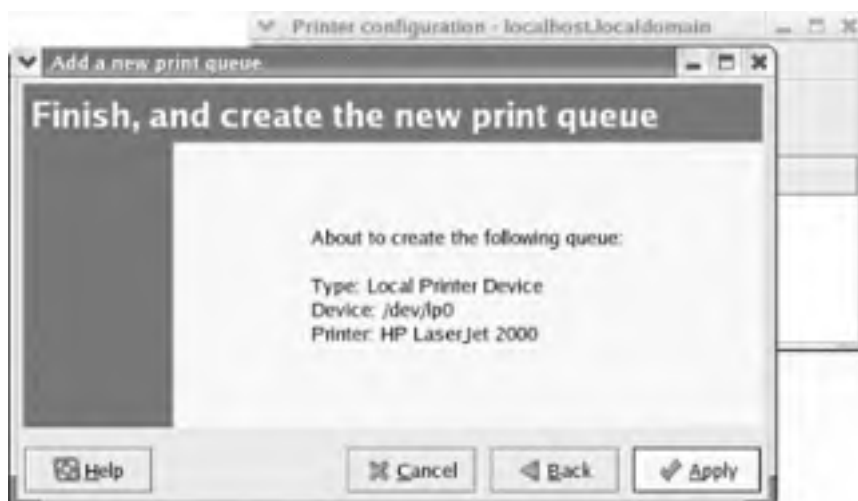 Printer configuration - localhost.localdomain
Add a new print queue
Finish, and create the new print queue
About to create the following queue:
Type: Local Printer Device
Device: /dev/lp0
Printer: HP LaserJet 2000
Help
Cancel
Back
Apply